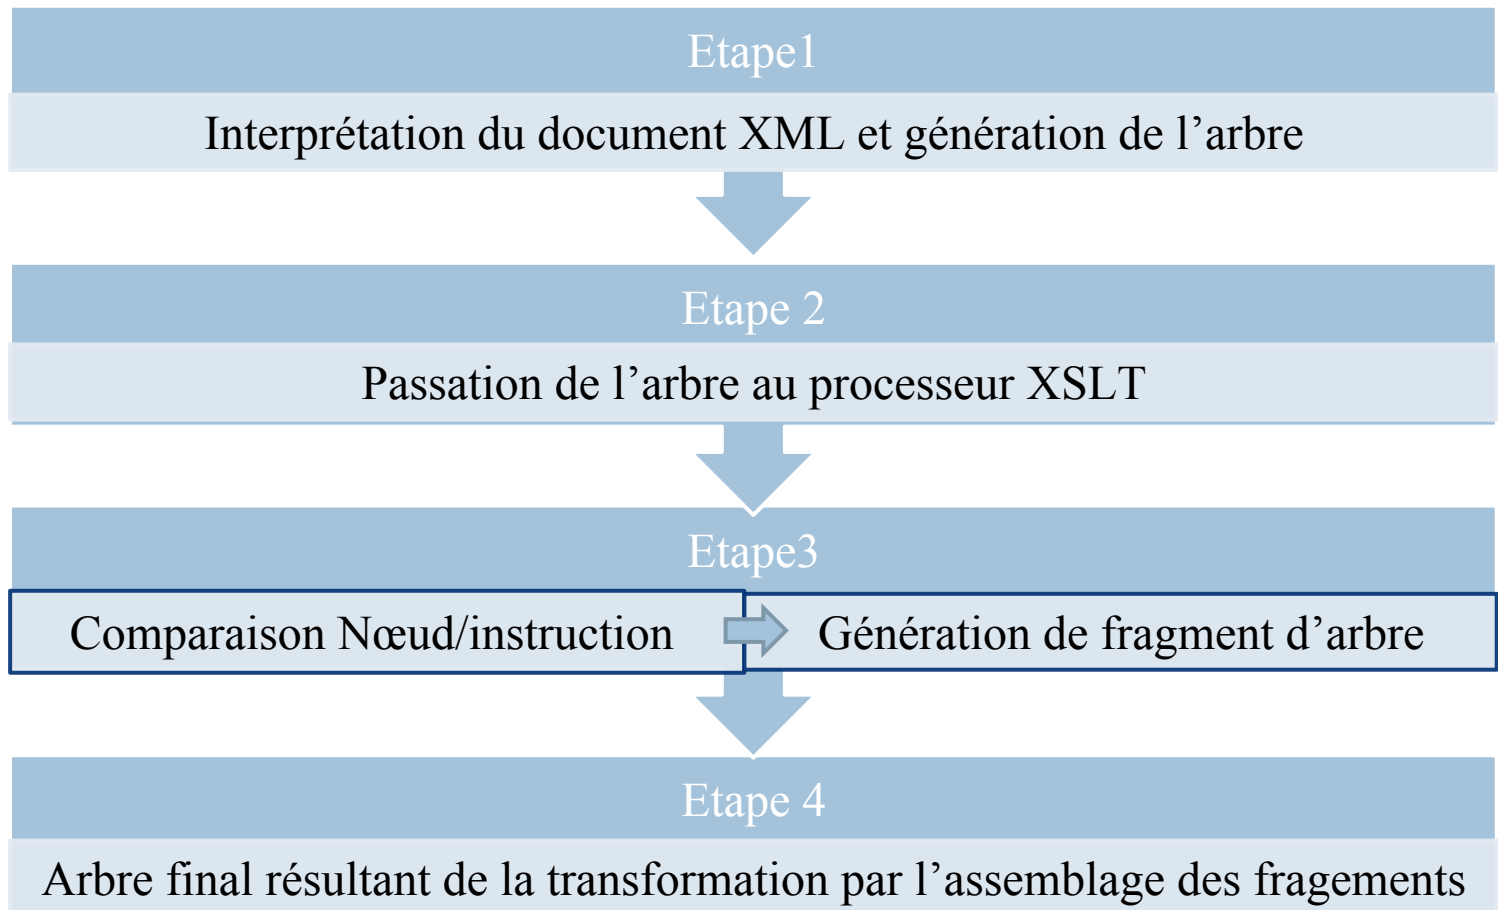 Etape1
Interprétation du document XML et génération de l’arbre
Etape 2
Passation de l’arbre au processeur XSLT
Etape3
Comparaison Nœud/instruction
Génération de fragment d’arbre
Etape 4
Arbre final résultant de la transformation par l’assemblage des fragements